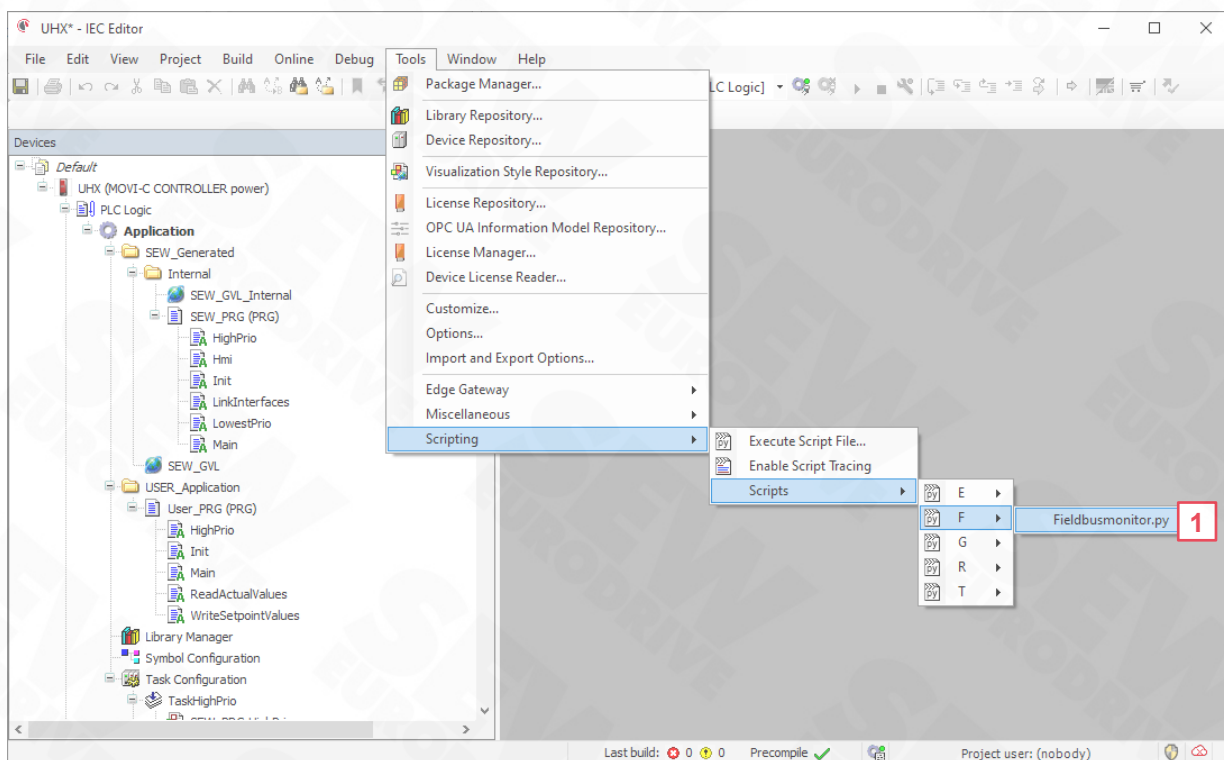 UHX* - IEC Editor
File Edit View Project Build Online Debug Tools Window Help
LC Logic]
Devices
Default
UHX (MOVI-C CONTROLLER power)
PLC Logic
Application
SEW_Generated
Internal
SEW_GVL_Internal
SEW_PRG (PRG)
HighPrio
Hmi
Init
LinkInterfaces
LowestPrio
Main
SEW_GVL
USER_Application
User_PRG (PRG)
HighPrio
Init
Main
ReadActualValues
WriteSetpointValues
Library Manager
Symbol Configuration
Task Configuration
TaskHighPrio
Package Manager...
Library Repository...
Device Repository...
Visualization Style Repository...
License Repository...
OPC UA Information Model Repository...
License Manager...
Device License Reader...
Customize...
Options...
Import and Export Options...
Edge Gateway
Miscellaneous
Scripting
Execute Script File...
Enable Script Tracing
Scripts
E
F
G
R
T
Fieldbusmonitor.py
1
Last build: 0 0 Precompile Project user: (nobody)